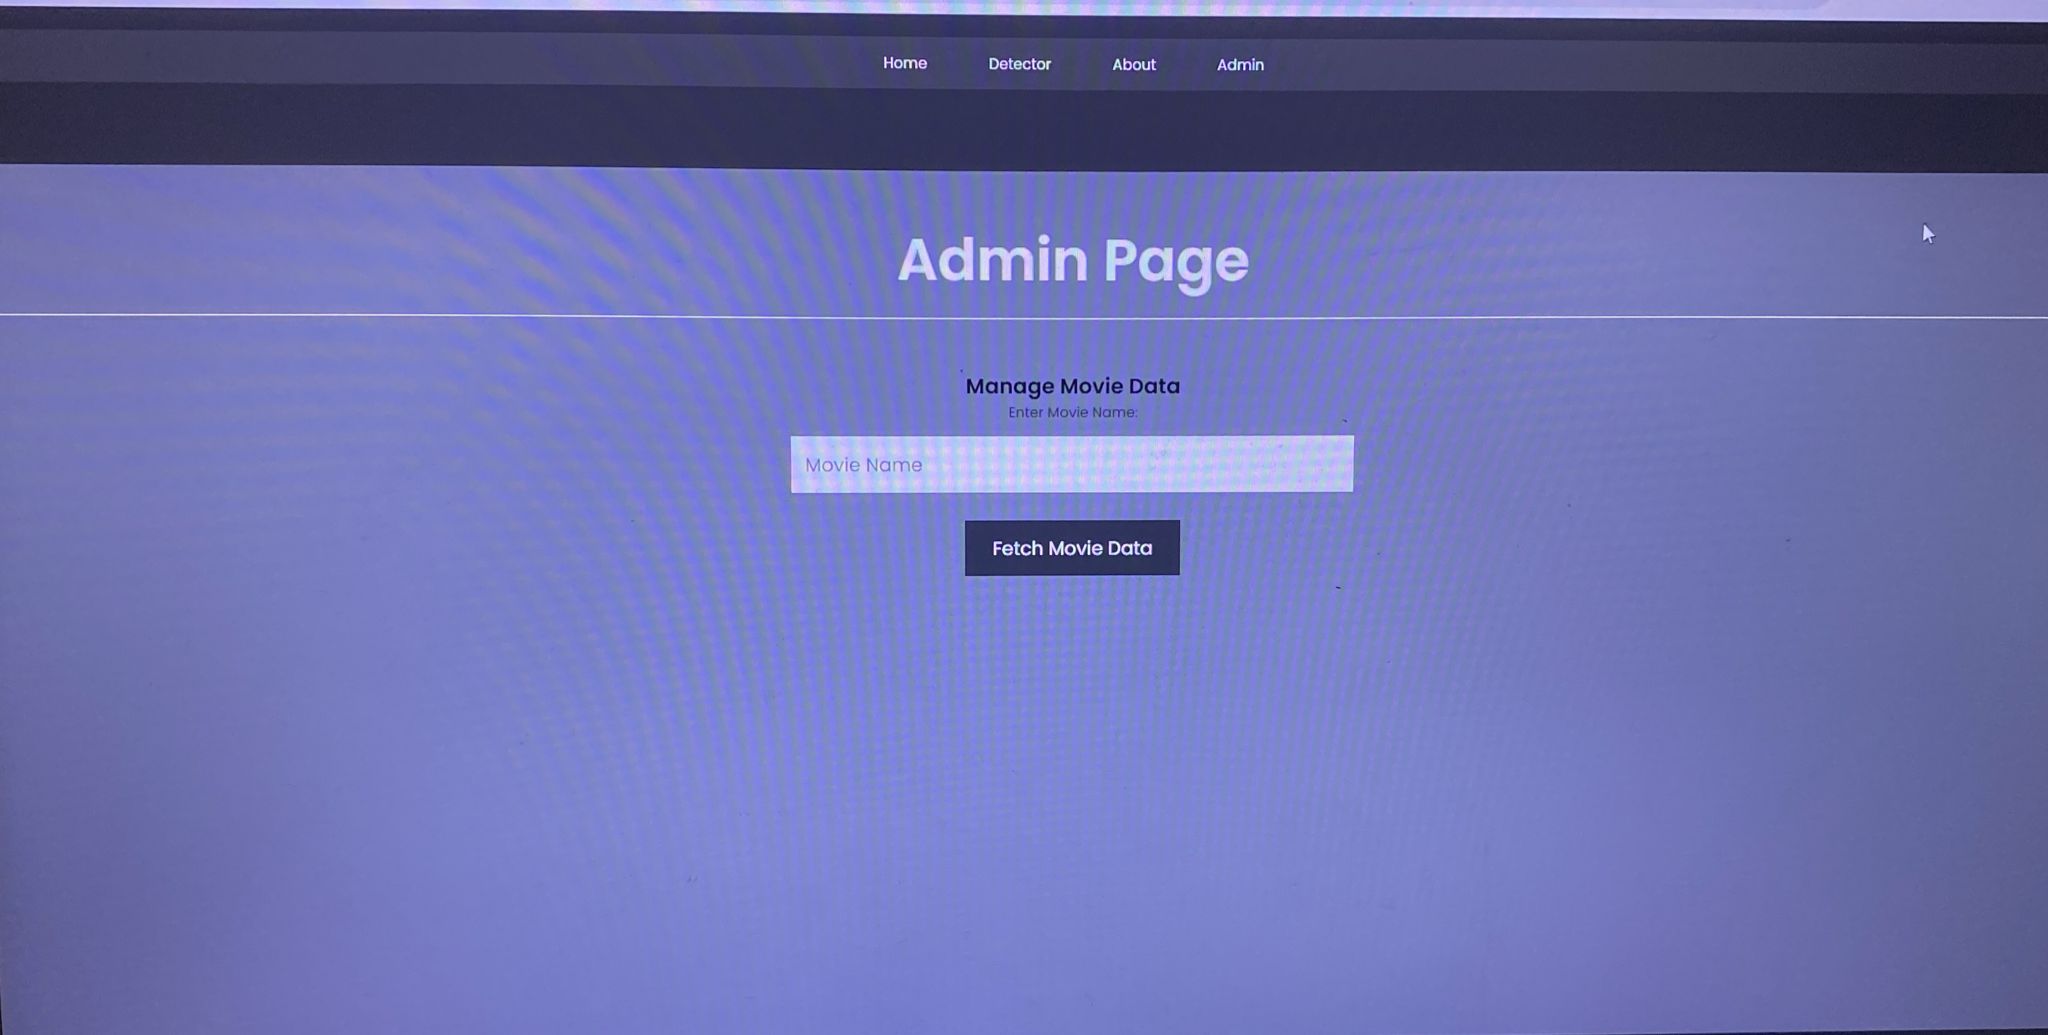 Home Detector About Admin
Admin Page
Manage Movie Data
Enter Movie Name:
Movie Name
Fetch Movie Data